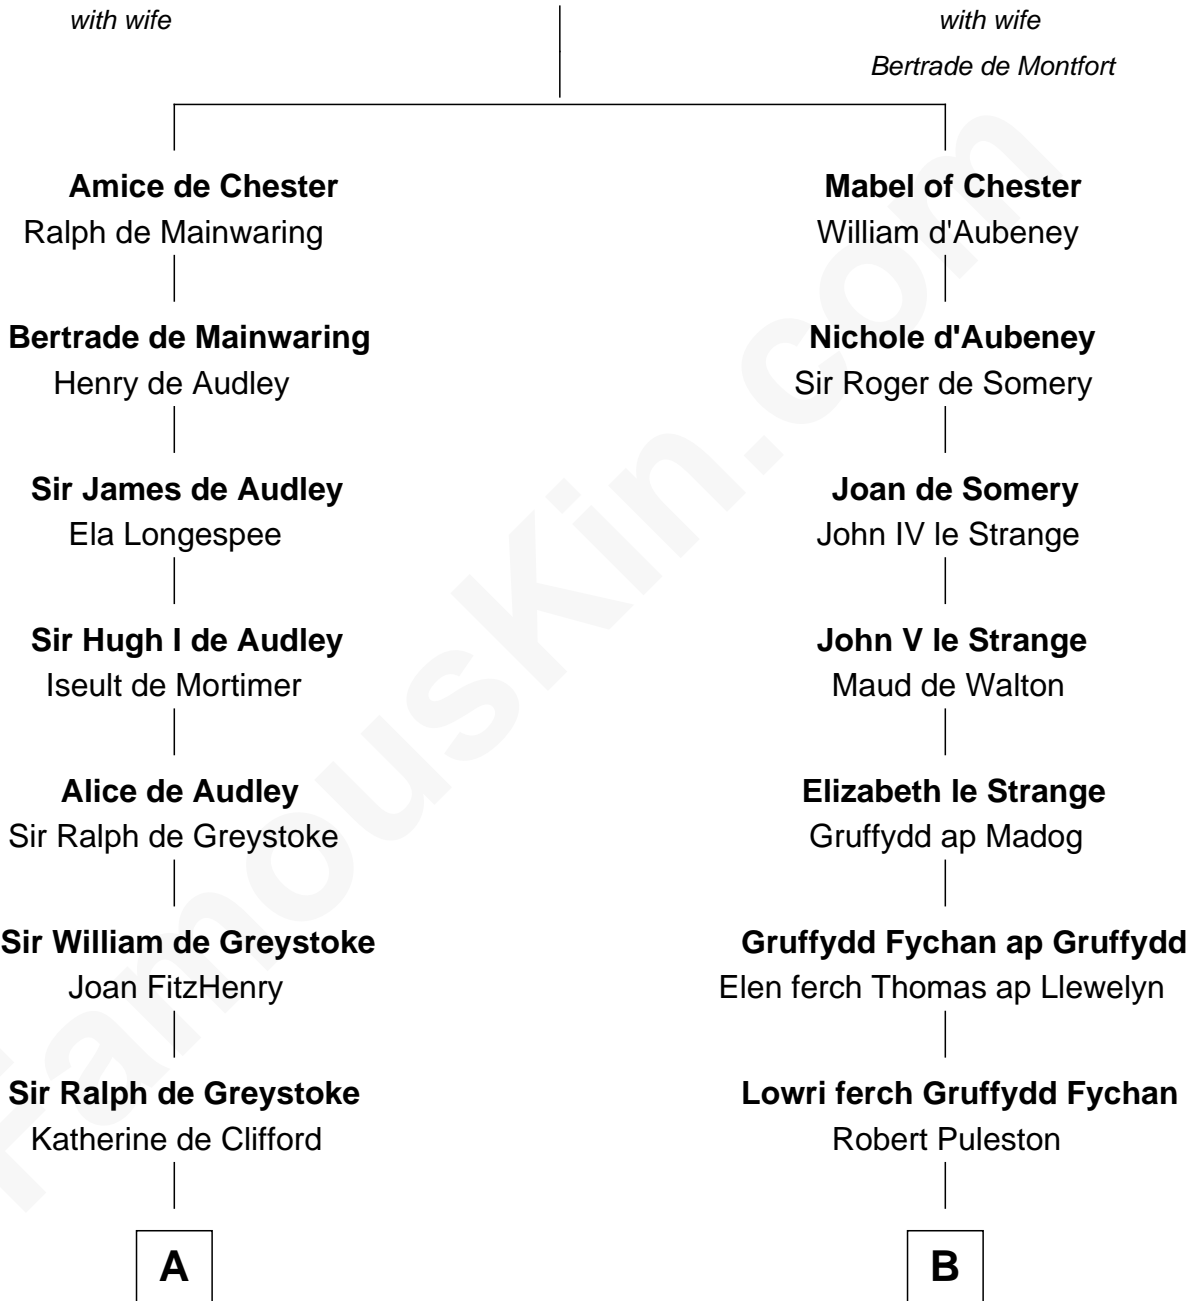 with wife
with wife
Bertrade de Montfort
Amice de Chester
Ralph de Mainwaring
Mabel of Chester
William d'Aubeney
Bertrade de Mainwaring
Henry de Audley
Nichole d'Aubeney
Sir Roger de Somery
Sir James de Audley
Ela Longespee
Joan de Somery
John IV le Strange
Sir Hugh I de Audley
Iseult de Mortimer
John V le Strange
Maud de Walton
Alice de Audley
Sir Ralph de Greystoke
Elizabeth le Strange
Gruffydd ap Madog
Sir William de Greystoke
Joan FitzHenry
Gruffydd Fychan ap Gruffydd
Elen ferch Thomas ap Llewelyn
Sir Ralph de Greystoke
Katherine de Clifford
Lowri ferch Gruffydd Fychan
Robert Puleston
A
B
FamousKin.com